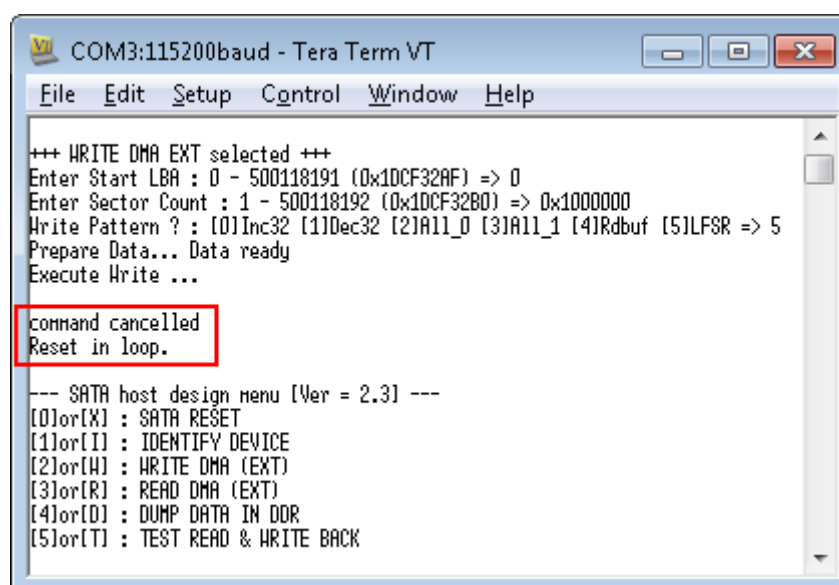 COM3:115200baud - Tera Term VT
File Edit Setup Control Window Help
+++ WRITE DMA EXT selected +++
Enter Start LBA : 0 - 500118191 (0x1DCF32AF) => 0
Enter Sector Count : 1 - 500118192 (0x1DCF32B0) => 0x1000000
Write Pattern ? : [0]Inc32 [1]Dec32 [2]All_0 [3]All_1 [4]Rdbuf [5]LFSR => 5
Prepare Data... Data ready
Execute Write ...
command cancelled
Reset in loop.
--- SATA host design menu [Ver = 2.3] ---
[0]or[X] : SATA RESET
[1]or[I] : IDENTIFY DEVICE
[2]or[W] : WRITE DMA (EXT)
[3]or[R] : READ DMA (EXT)
[4]or[D] : DUMP DATA IN DDR
[5]or[T] : TEST READ & WRITE BACK